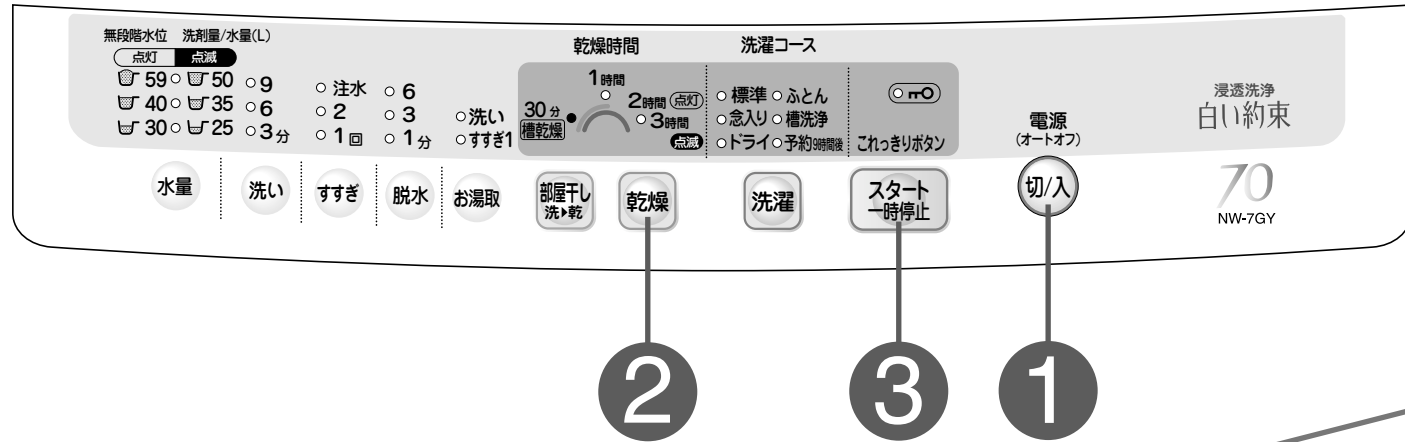 無段階水位 洗剤量/水量(L)
点灯 点滅
59 50
40 35
30 25
9
6
3分
注水
2
1回
6
3
1分
洗い
すすぎ1
乾燥時間
30分
槽乾燥
1時間
2時間 点灯
3時間
点滅
洗濯コース
標準 ふとん
念入り 槽洗浄
ドライ 予約9時間後
これっきりボタン
電源
(オートオフ)
浸透洗浄
白い約束
水量
洗い
すすぎ
脱水
お湯取
部屋干し
洗▶乾
乾燥
洗濯
スタート
一時停止
切/入
70
NW-7GY
2
3
1